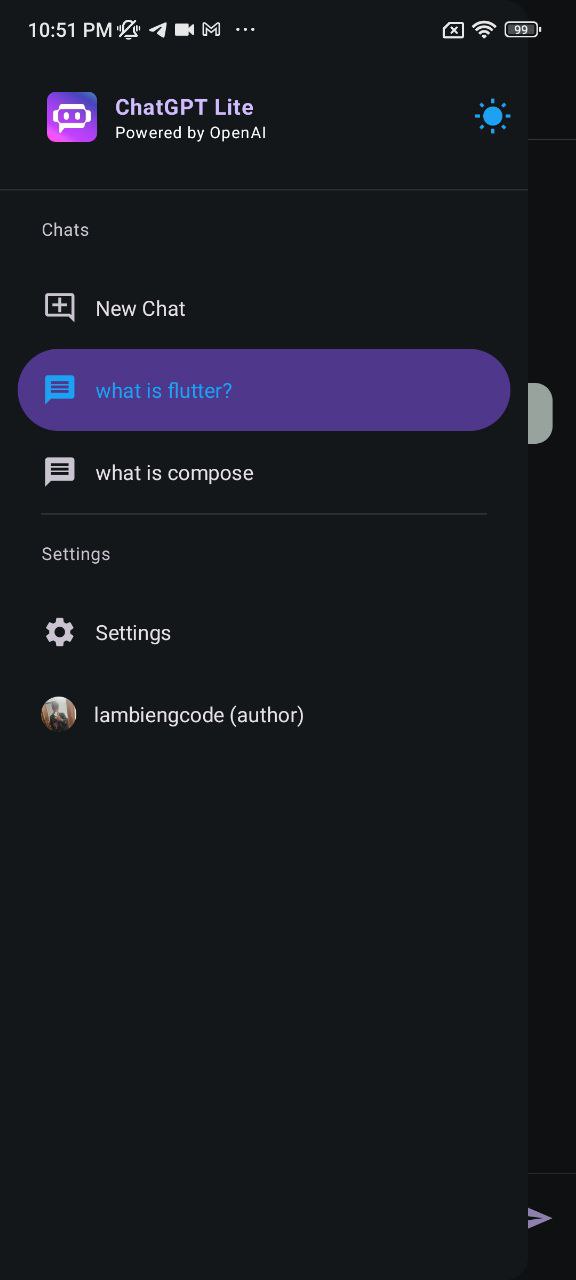 10:51 PM
99
ChatGPT Lite
Powered by OpenAI
Chats
New Chat
what is flutter?
what is compose
Settings
Settings
lambiengcode (author)